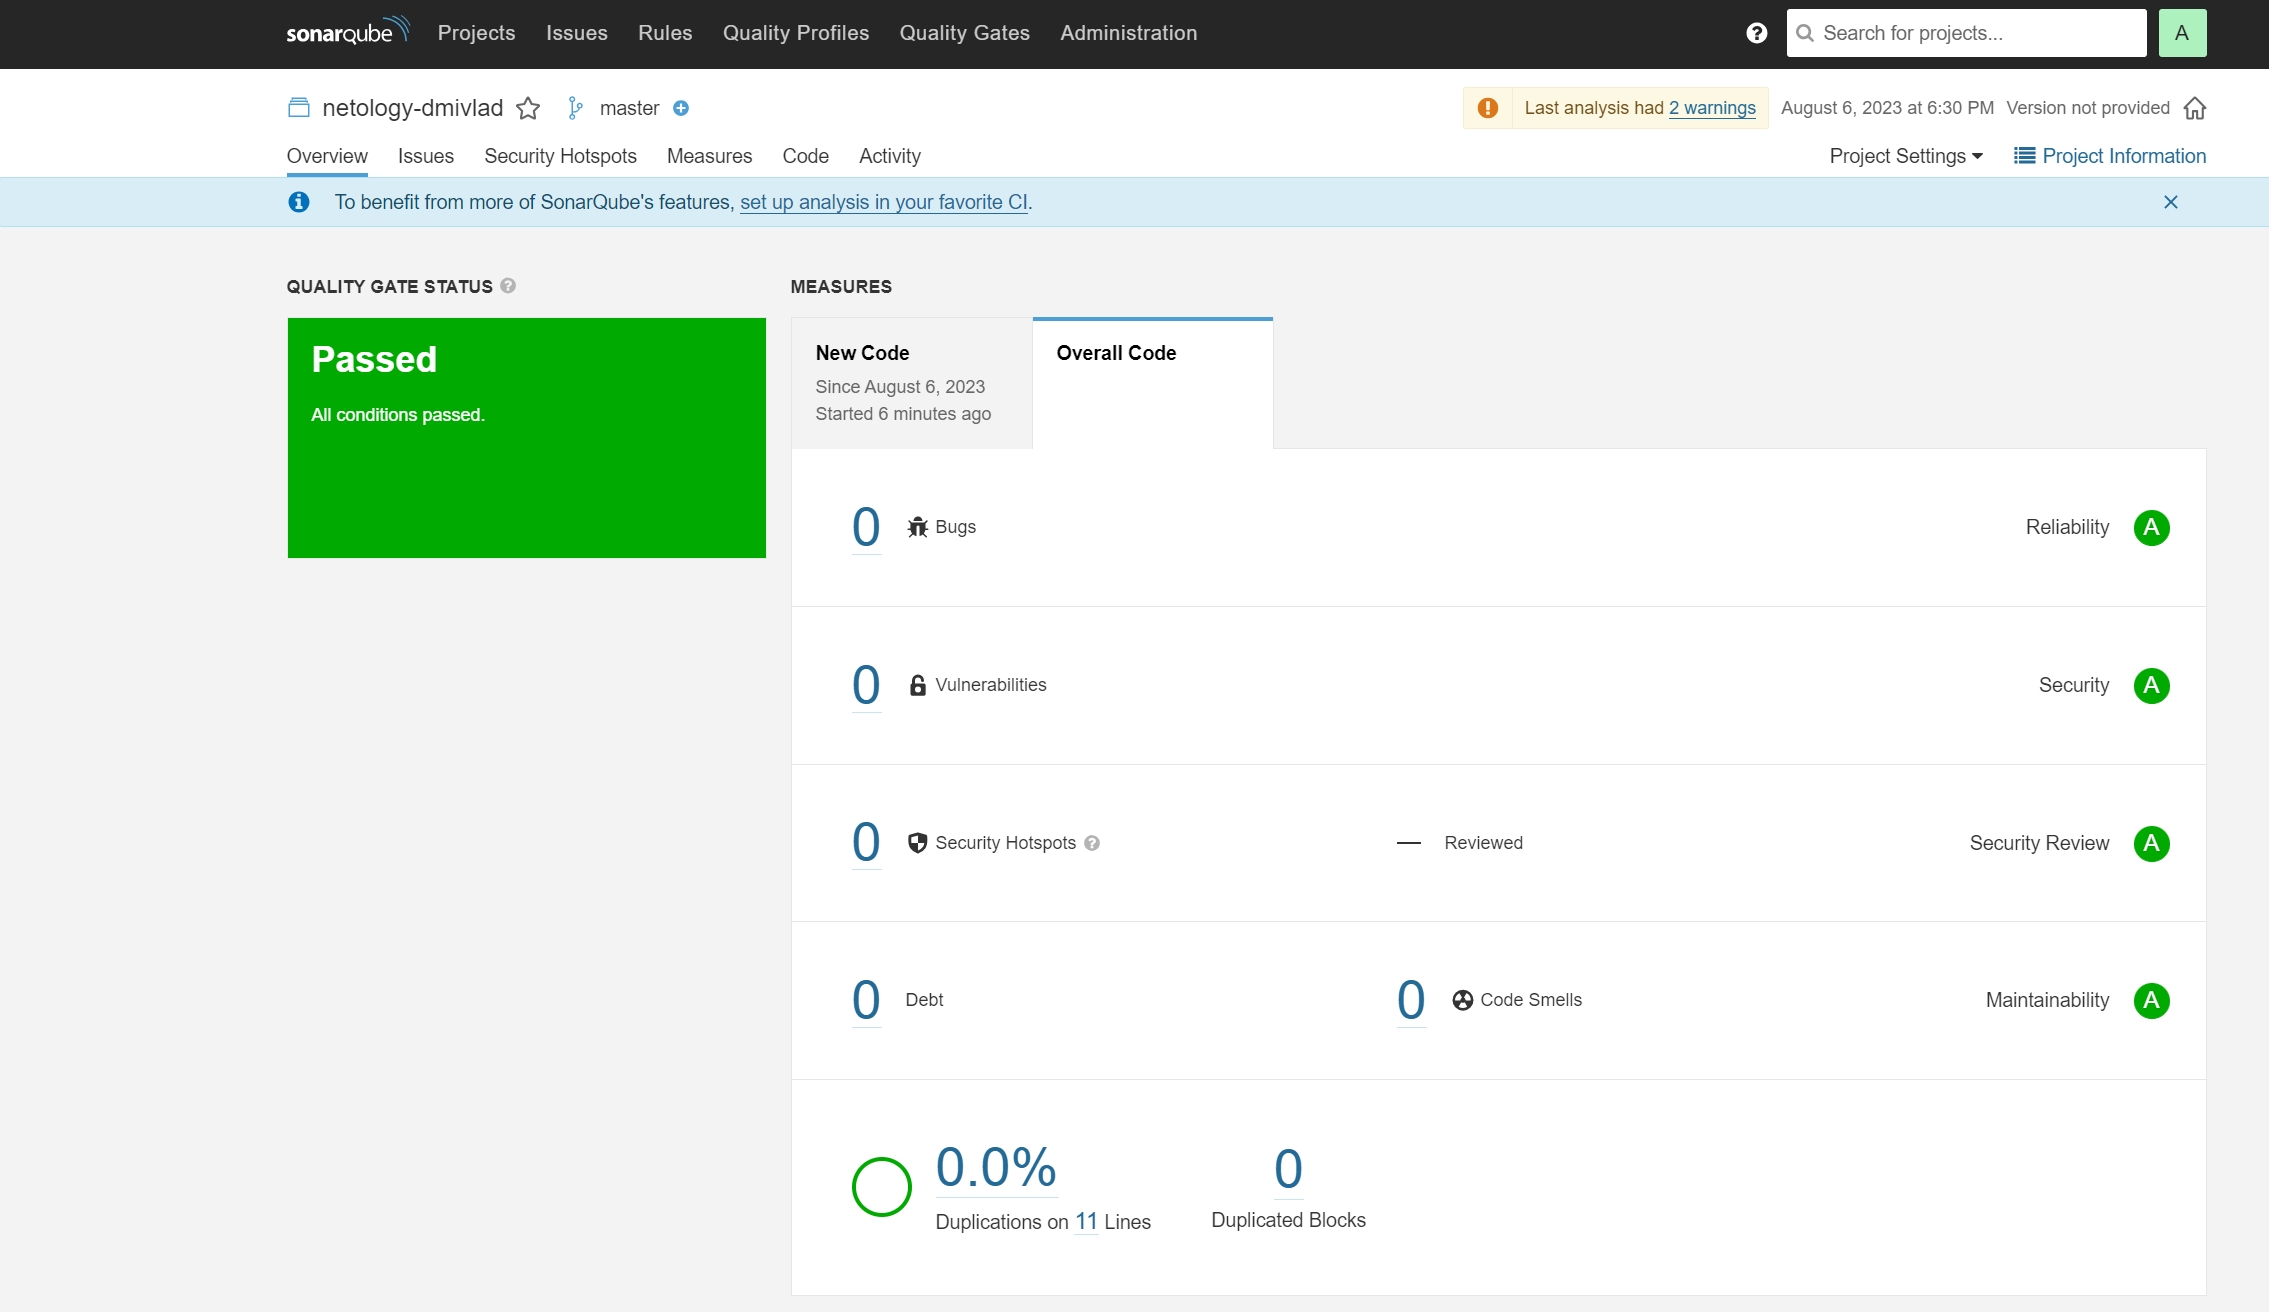 sonarqube Projects Issues Rules Quality Profiles Quality Gates Administration ? Search for projects... A
netology-dmivlad master Last analysis had 2 warnings August 6, 2023 at 6:30 PM Version not provided
Overview Issues Security Hotspots Measures Code Activity Project Settings Project Information
To benefit from more of SonarQube's features, set up analysis in your favorite CI.
QUALITY GATE STATUS ?
Passed
All conditions passed.
MEASURES
New Code
Since August 6, 2023
Started 6 minutes ago
Overall Code
0 Bugs Reliability A
0 Vulnerabilities Security A
0 Security Hotspots ? — Reviewed Security Review A
0 Debt 0 Code Smells Maintainability A
0.0%
Duplications on 11 Lines
0
Duplicated Blocks